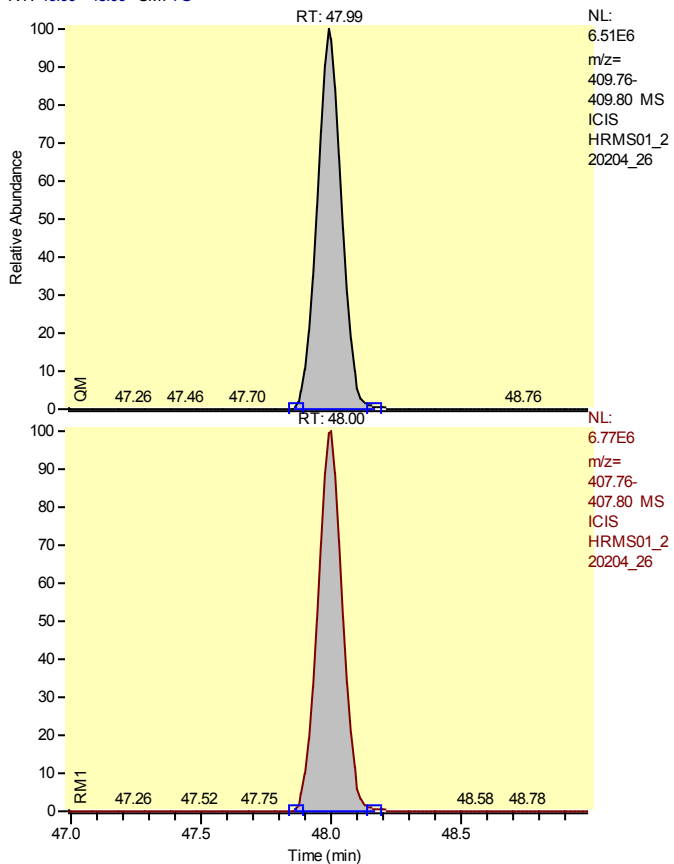 RT: 47.99
NL:
6.51E6
m/z=
409.76-
409.80 MS
ICIS
HRMS01_2
20204_26
100
90
80
70
60
50
40
30
20
10
0
Relative Abundance
QM
47.26 47.46 47.70 48.76
RT: 48.00
NL:
6.77E6
m/z=
407.76-
407.80 MS
ICIS
HRMS01_2
20204_26
100
90
80
70
60
50
40
30
20
10
0
RM1
47.26 47.52 47.75 48.58 48.78
47.0 47.5 48.0 48.5
Time (min)